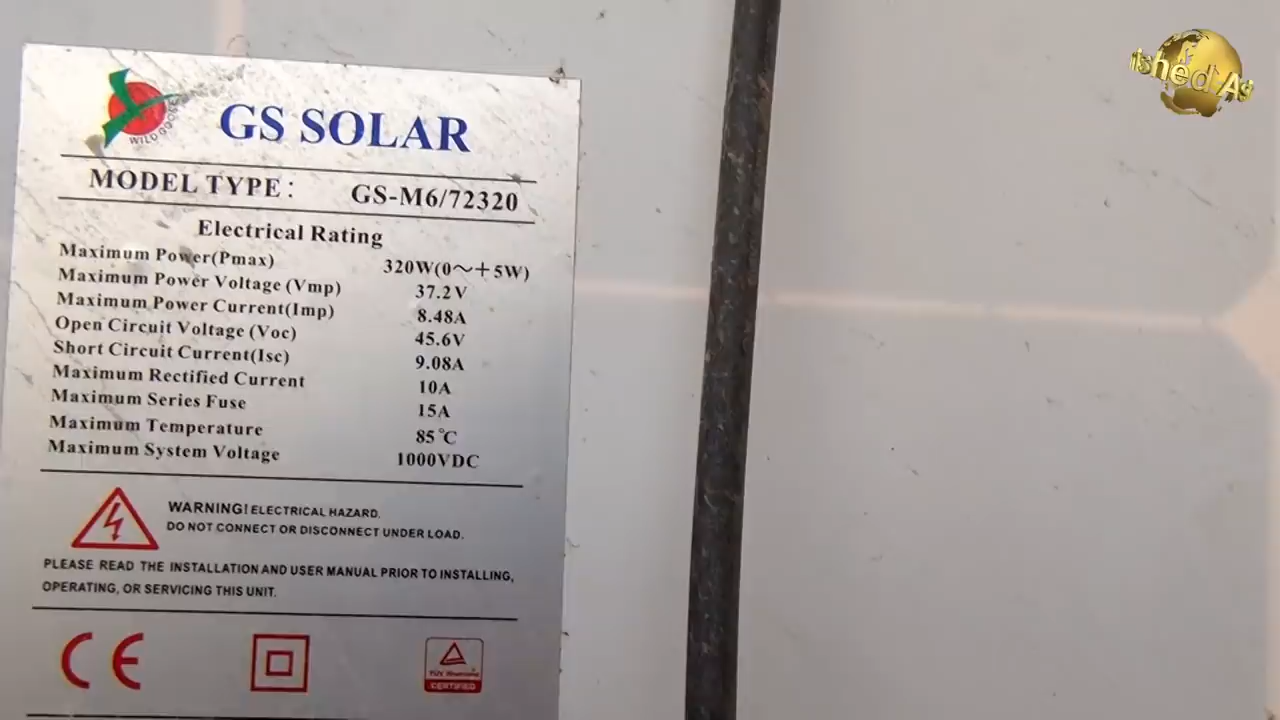 WILD GOOSE
GS SOLAR
MODEL TYPE: GS-M6/72320
Electrical Rating
Maximum Power(Pmax) 320W(0～＋5W)
Maximum Power Voltage (Vmp) 37.2V
Maximum Power Current(Imp) 8.48A
Open Circuit Voltage (Voc) 45.6V
Short Circuit Current(Isc) 9.08A
Maximum Rectified Current 10A
Maximum Series Fuse 15A
Maximum Temperature 85℃
Maximum System Voltage 1000VDC
WARNING! ELECTRICAL HAZARD.
DO NOT CONNECT OR DISCONNECT UNDER LOAD.
PLEASE READ THE INSTALLATION AND USER MANUAL PRIOR TO INSTALLING,
OPERATING, OR SERVICING THIS UNIT.
CE
TÜV Rheinland
CERTIFIED